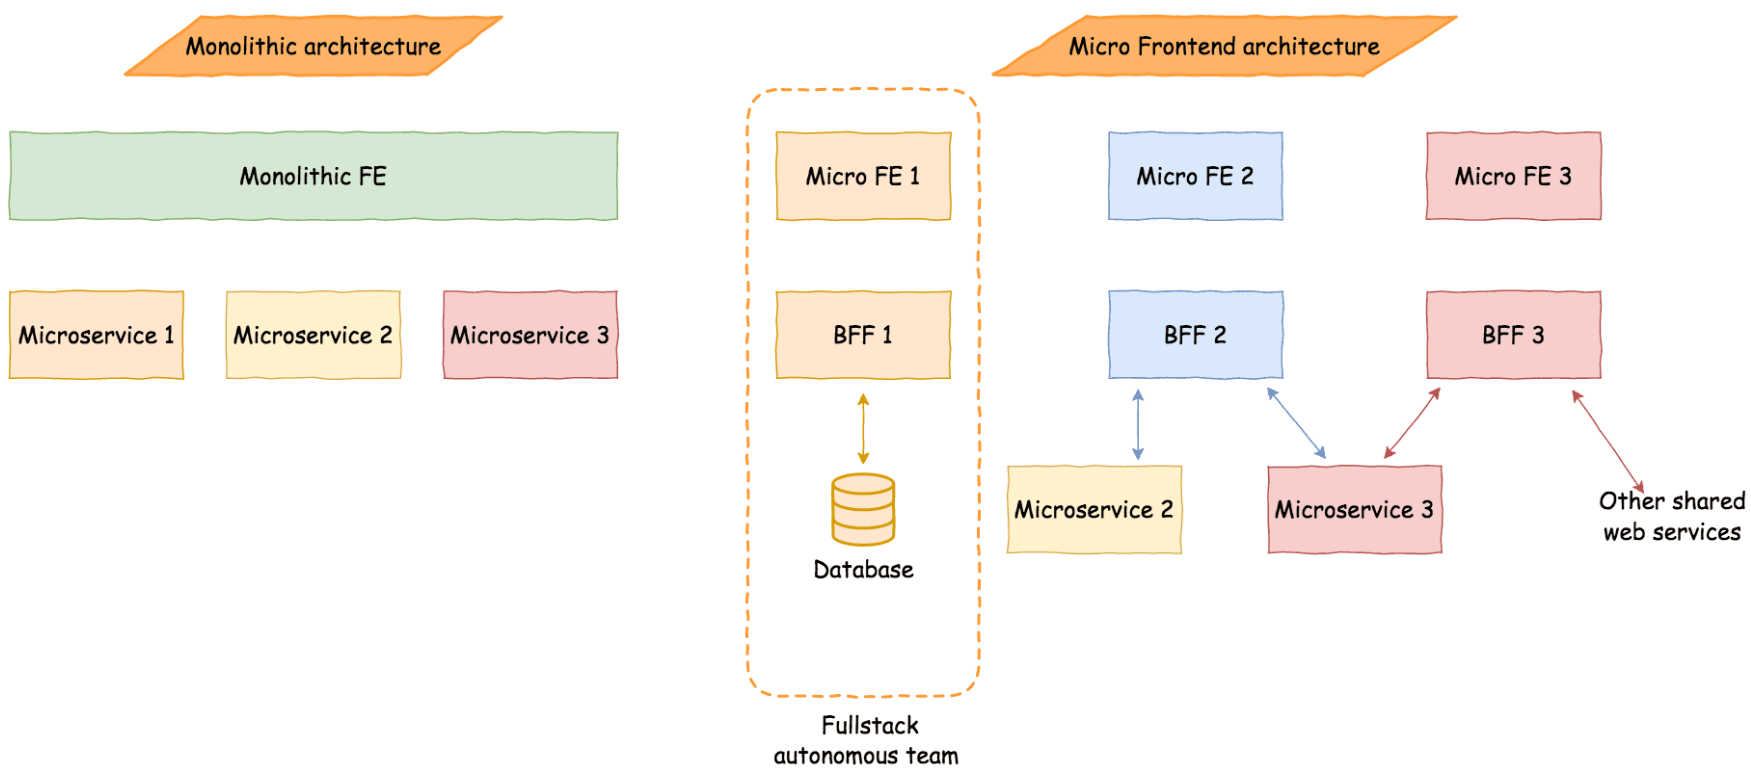 Monolithic architecture
Micro Frontend architecture
Monolithic FE
Micro FE 1
Micro FE 2
Micro FE 3
Microservice 1
Microservice 2
Microservice 3
BFF 1
BFF 2
BFF 3
Microservice 2
Microservice 3
Other shared
web services
Database
Fullstack
autonomous team